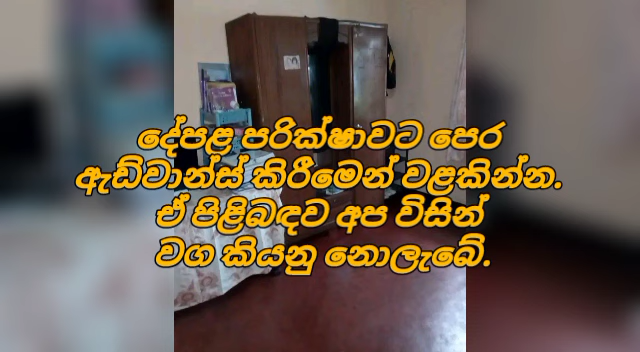 දේපළ පරික්ෂාවට පෙර
ඇඩ්වාන්ස් කිරීමෙන් වළකින්න.
ඒ පිළිබඳව අප විසින්
වග කියනු නොලැබේ.